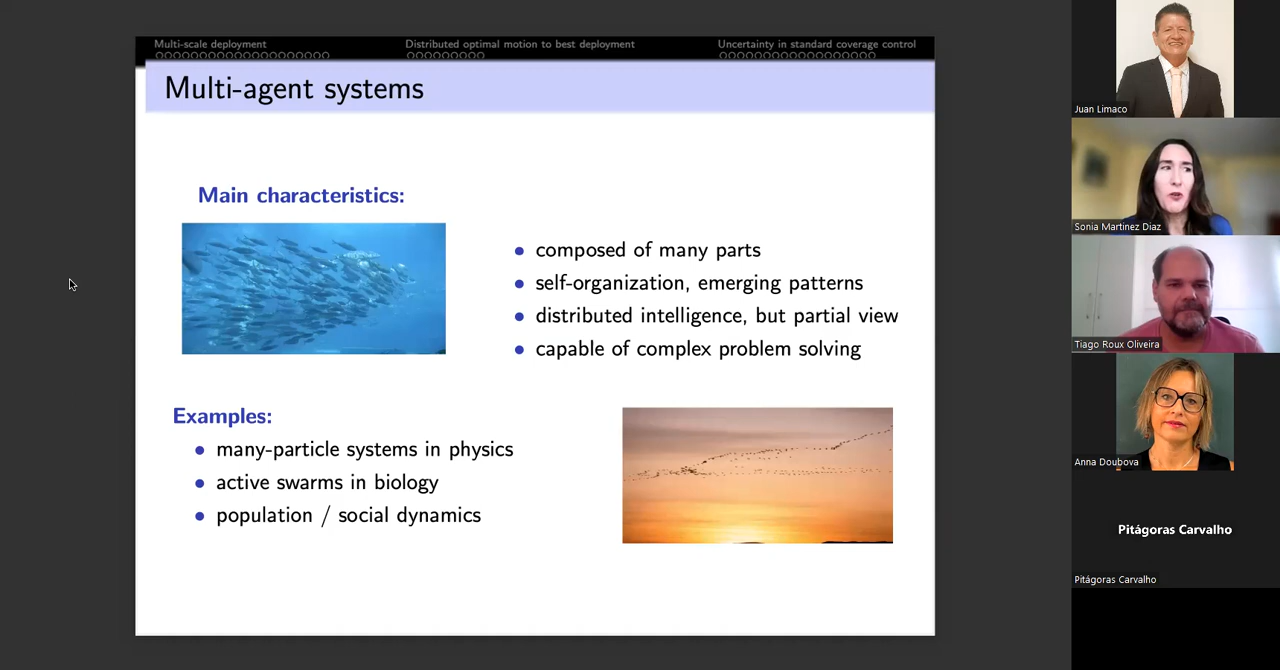 Multi-scale deployment
Distributed optimal motion to best deployment
Uncertainty in standard coverage control
Multi-agent systems
Main characteristics:
composed of many parts
self-organization, emerging patterns
distributed intelligence, but partial view
capable of complex problem solving
Examples:
many-particle systems in physics
active swarms in biology
population / social dynamics
Juan Limaco
Sonia Martinez Diaz
Tiago Roux Oliveira
Anna Doubova
Pitágoras Carvalho
Pitágoras Carvalho